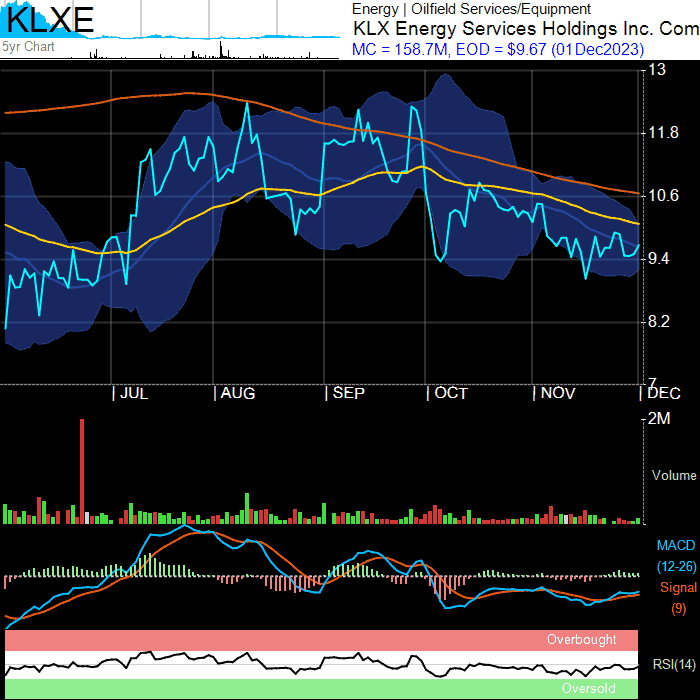 KLXE
5yr Chart
Energy | Oilfield Services/Equipment
KLX Energy Services Holdings Inc. Com
MC = 158.7M, EOD = $9.67 (01Dec2023)
13
11.8
10.6
9.4
8.2
7
JUL
AUG
SEP
OCT
NOV
DEC
2M
Volume
MACD
(12-26)
Signal
(9)
Overbought
RSI(14)
Oversold